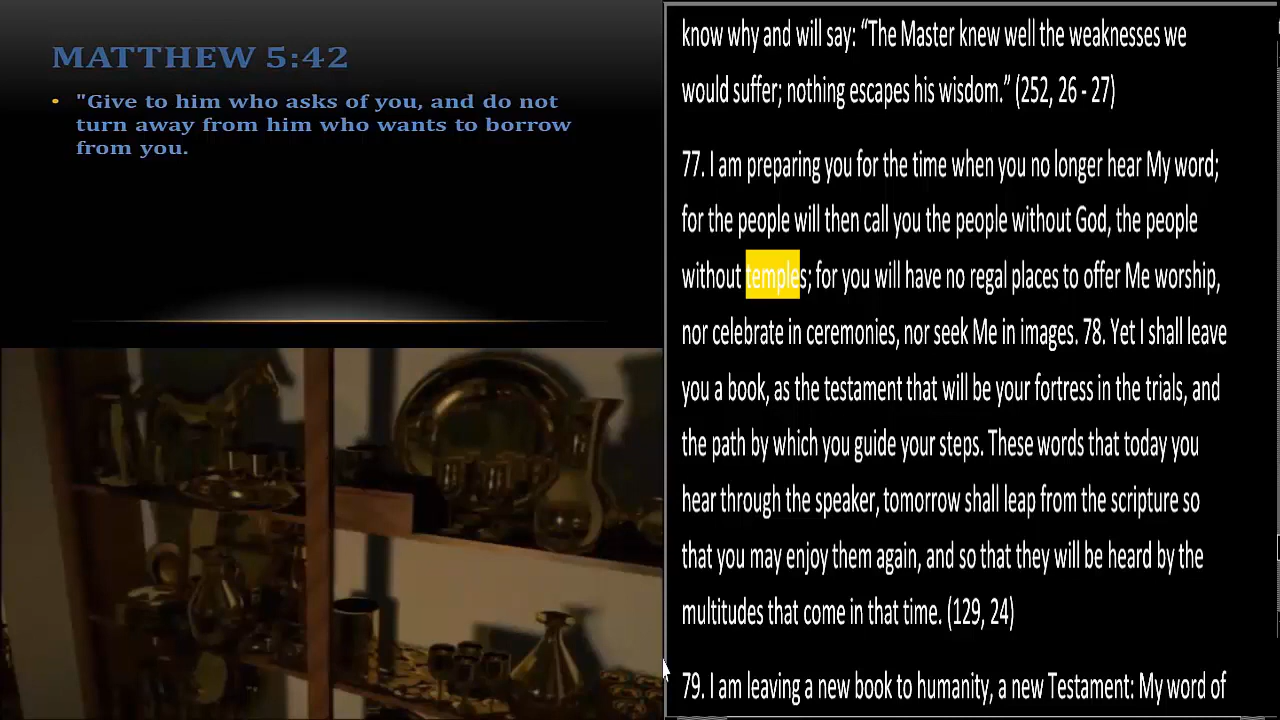 MATTHEW 5:42
• "Give to him who asks of you, and do not
turn away from him who wants to borrow
from you.
know why and will say: “The Master knew well the weaknesses we
would suffer; nothing escapes his wisdom.” (252, 26 - 27)
77. I am preparing you for the time when you no longer hear My word;
for the people will then call you the people without God, the people
without temples; for you will have no regal places to offer Me worship,
nor celebrate in ceremonies, nor seek Me in images. 78. Yet I shall leave
you a book, as the testament that will be your fortress in the trials, and
the path by which you guide your steps. These words that today you
hear through the speaker, tomorrow shall leap from the scripture so
that you may enjoy them again, and so that they will be heard by the
multitudes that come in that time. (129, 24)
79. I am leaving a new book to humanity, a new Testament: My word of